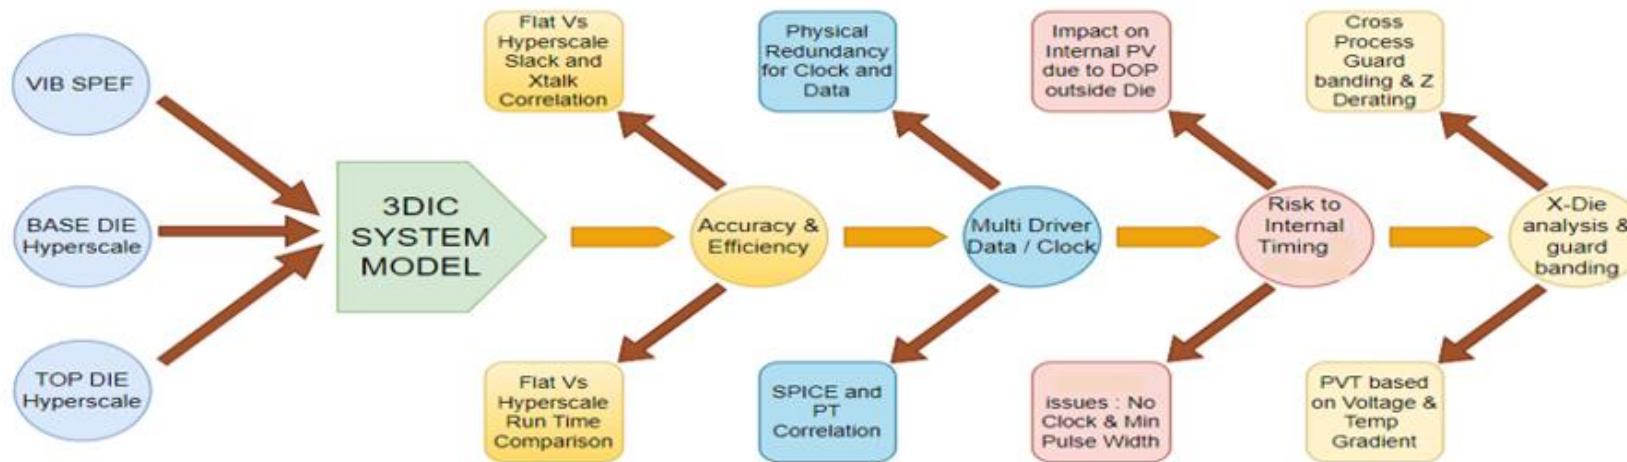 VIB SPEF
BASE DIE
Hyperscale
TOP DIE
Hyperscale
3DIC
SYSTEM
MODEL
Flat Vs
Hyperscale
Slack and
Xtalk
Correlation
Accuracy &
Efficiency
Flat Vs
Hyperscale
Run Time
Comparison
Physical
Redundancy
for Clock and
Data
Multi Driver
Data / Clock
SPICE and
PT
Correlation
Impact on
Internal PV
due to DOP
outside Die
Risk to
Internal
Timing
issues : No
Clock & Min
Pulse Width
Cross
Process
Guard
banding & Z
Derating
X-Die
analysis &
guard
banding
PVT based
on Voltage &
Temp
Gradient